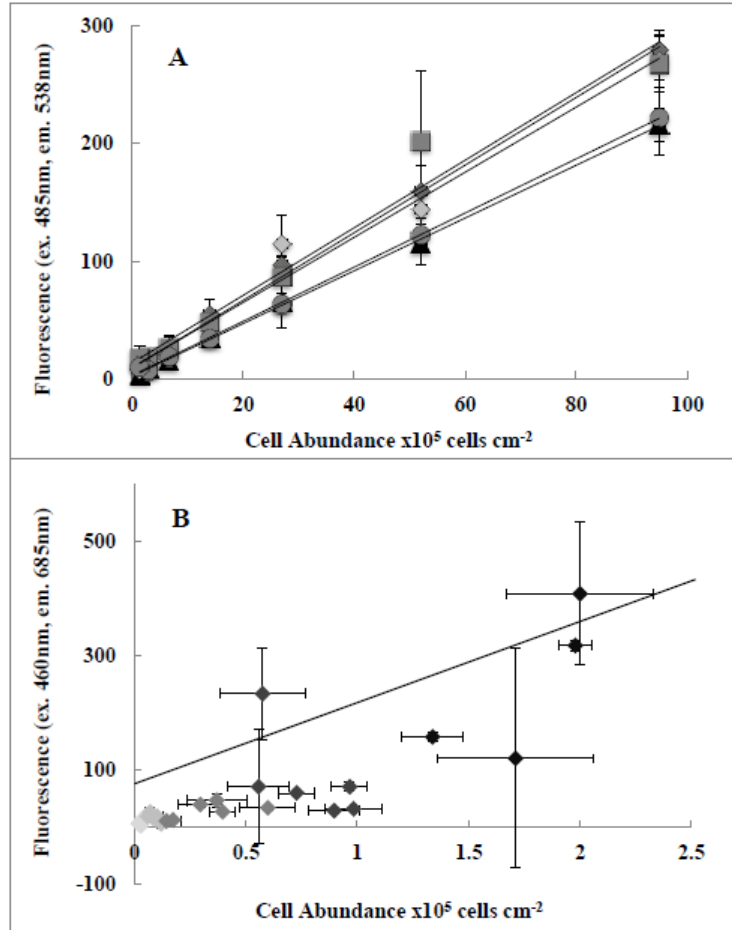 300
A
200
100
0
0 20 40 60 80 100
Fluorescence (ex. 485nm, em. 538nm)
Cell Abundance x10⁵ cells cm⁻²
B
500
300
100
-100
0 0.5 1 1.5 2 2.5
Fluorescence (ex. 460nm, em. 685nm)
Cell Abundance x10⁵ cells cm⁻²